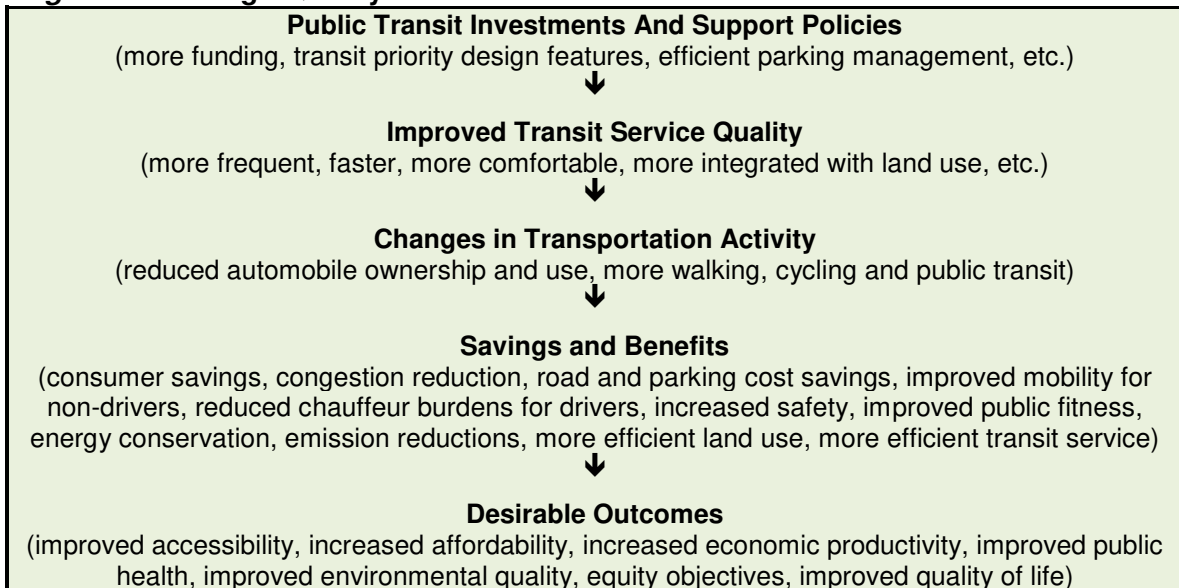 Public Transit Investments And Support Policies
(more funding, transit priority design features, efficient parking management, etc.)
↓
Improved Transit Service Quality
(more frequent, faster, more comfortable, more integrated with land use, etc.)
↓
Changes in Transportation Activity
(reduced automobile ownership and use, more walking, cycling and public transit)
↓
Savings and Benefits
(consumer savings, congestion reduction, road and parking cost savings, improved mobility for
non-drivers, reduced chauffeur burdens for drivers, increased safety, improved public fitness,
energy conservation, emission reductions, more efficient land use, more efficient transit service)
↓
Desirable Outcomes
(improved accessibility, increased affordability, increased economic productivity, improved public
health, improved environmental quality, equity objectives, improved quality of life)